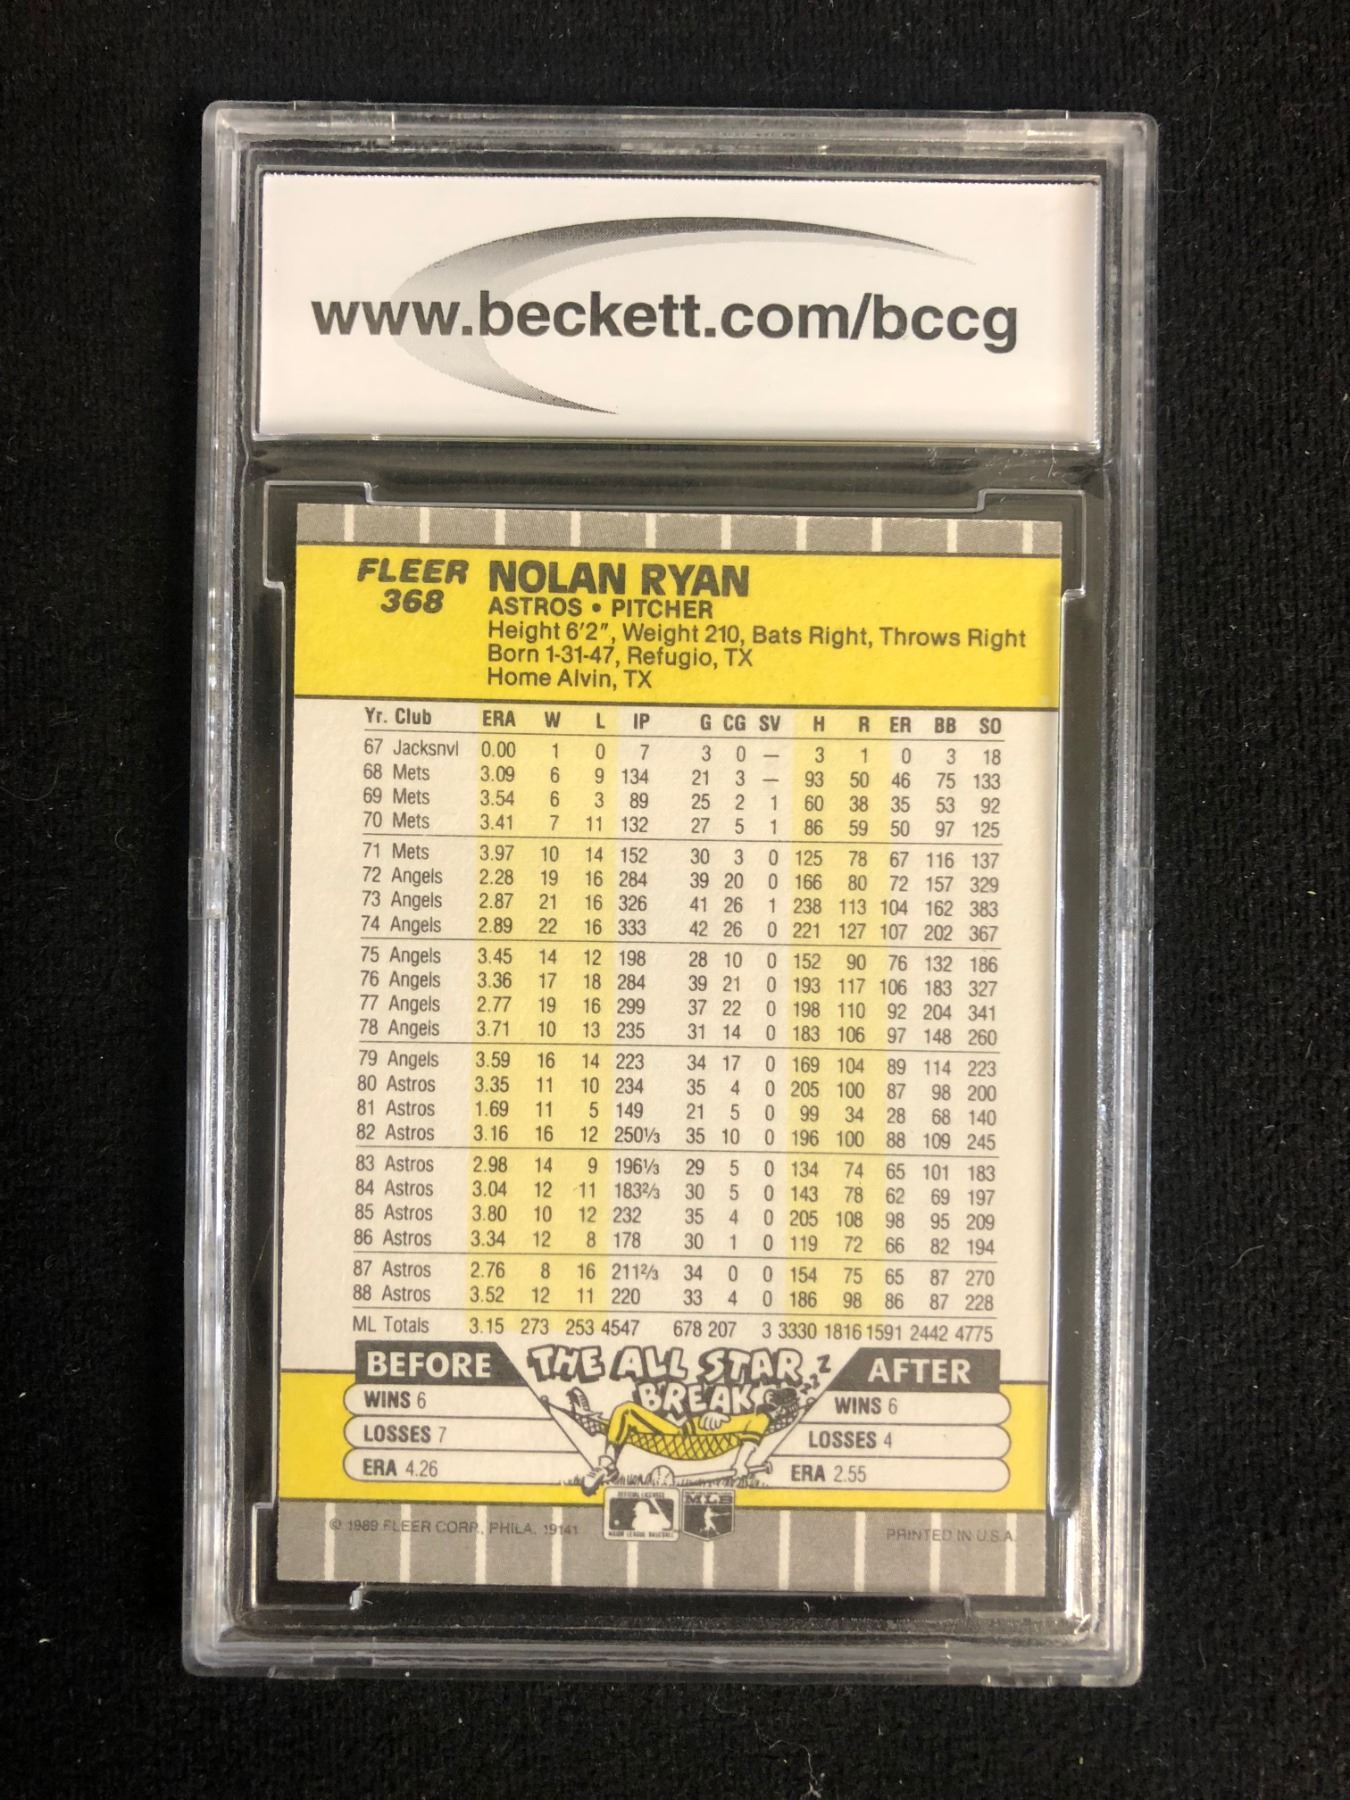 www.beckett.com/bccg
FLEER
368
NOLAN RYAN
ASTROS • PITCHER
Height 6'2", Weight 210, Bats Right, Throws Right
Born 1-31-47, Refugio, TX
Home Alvin, TX
Yr. Club ERA W L IP G CG SV H R ER BB SO
67 Jacksnvl 0.00 1 0 7 3 0 — 3 1 0 3 18
68 Mets 3.09 6 9 134 21 3 — 93 50 46 75 133
69 Mets 3.54 6 3 89 25 2 1 60 38 35 53 92
70 Mets 3.41 7 11 132 27 5 1 86 59 50 97 125
71 Mets 3.97 10 14 152 30 3 0 125 78 67 116 137
72 Angels 2.28 19 16 284 39 20 0 166 80 72 157 329
73 Angels 2.87 21 16 326 41 26 1 238 113 104 162 383
74 Angels 2.89 22 16 333 42 26 0 221 127 107 202 367
75 Angels 3.45 14 12 198 28 10 0 152 90 76 132 186
76 Angels 3.36 17 18 284 39 21 0 193 117 106 183 327
77 Angels 2.77 19 16 299 37 22 0 198 110 92 204 341
78 Angels 3.71 10 13 235 31 14 0 183 106 97 148 260
79 Angels 3.59 16 14 223 34 17 0 169 104 89 114 223
80 Astros 3.35 11 10 234 35 4 0 205 100 87 98 200
81 Astros 1.69 11 5 149 21 5 0 99 34 28 68 140
82 Astros 3.16 16 12 250⅓ 35 10 0 196 100 88 109 245
83 Astros 2.98 14 9 196⅓ 29 5 0 134 74 65 101 183
84 Astros 3.04 12 11 183⅔ 30 5 0 143 78 62 69 197
85 Astros 3.80 10 12 232 35 4 0 205 108 98 95 209
86 Astros 3.34 12 8 178 30 1 0 119 72 66 82 194
87 Astros 2.76 8 16 211⅔ 34 0 0 154 75 65 87 270
88 Astros 3.52 12 11 220 33 4 0 186 98 86 87 228
ML Totals 3.15 273 253 4547 678 207 3 3330 1816 1591 2442 4775
BEFORE
WINS 6
LOSSES 7
ERA 4.26
THE ALL STAR
BREAK
ZZZ
AFTER
WINS 6
LOSSES 4
ERA 2.55
MLB
© 1989 FLEER CORP., PHILA. 19141
PRINTED IN U.S.A.